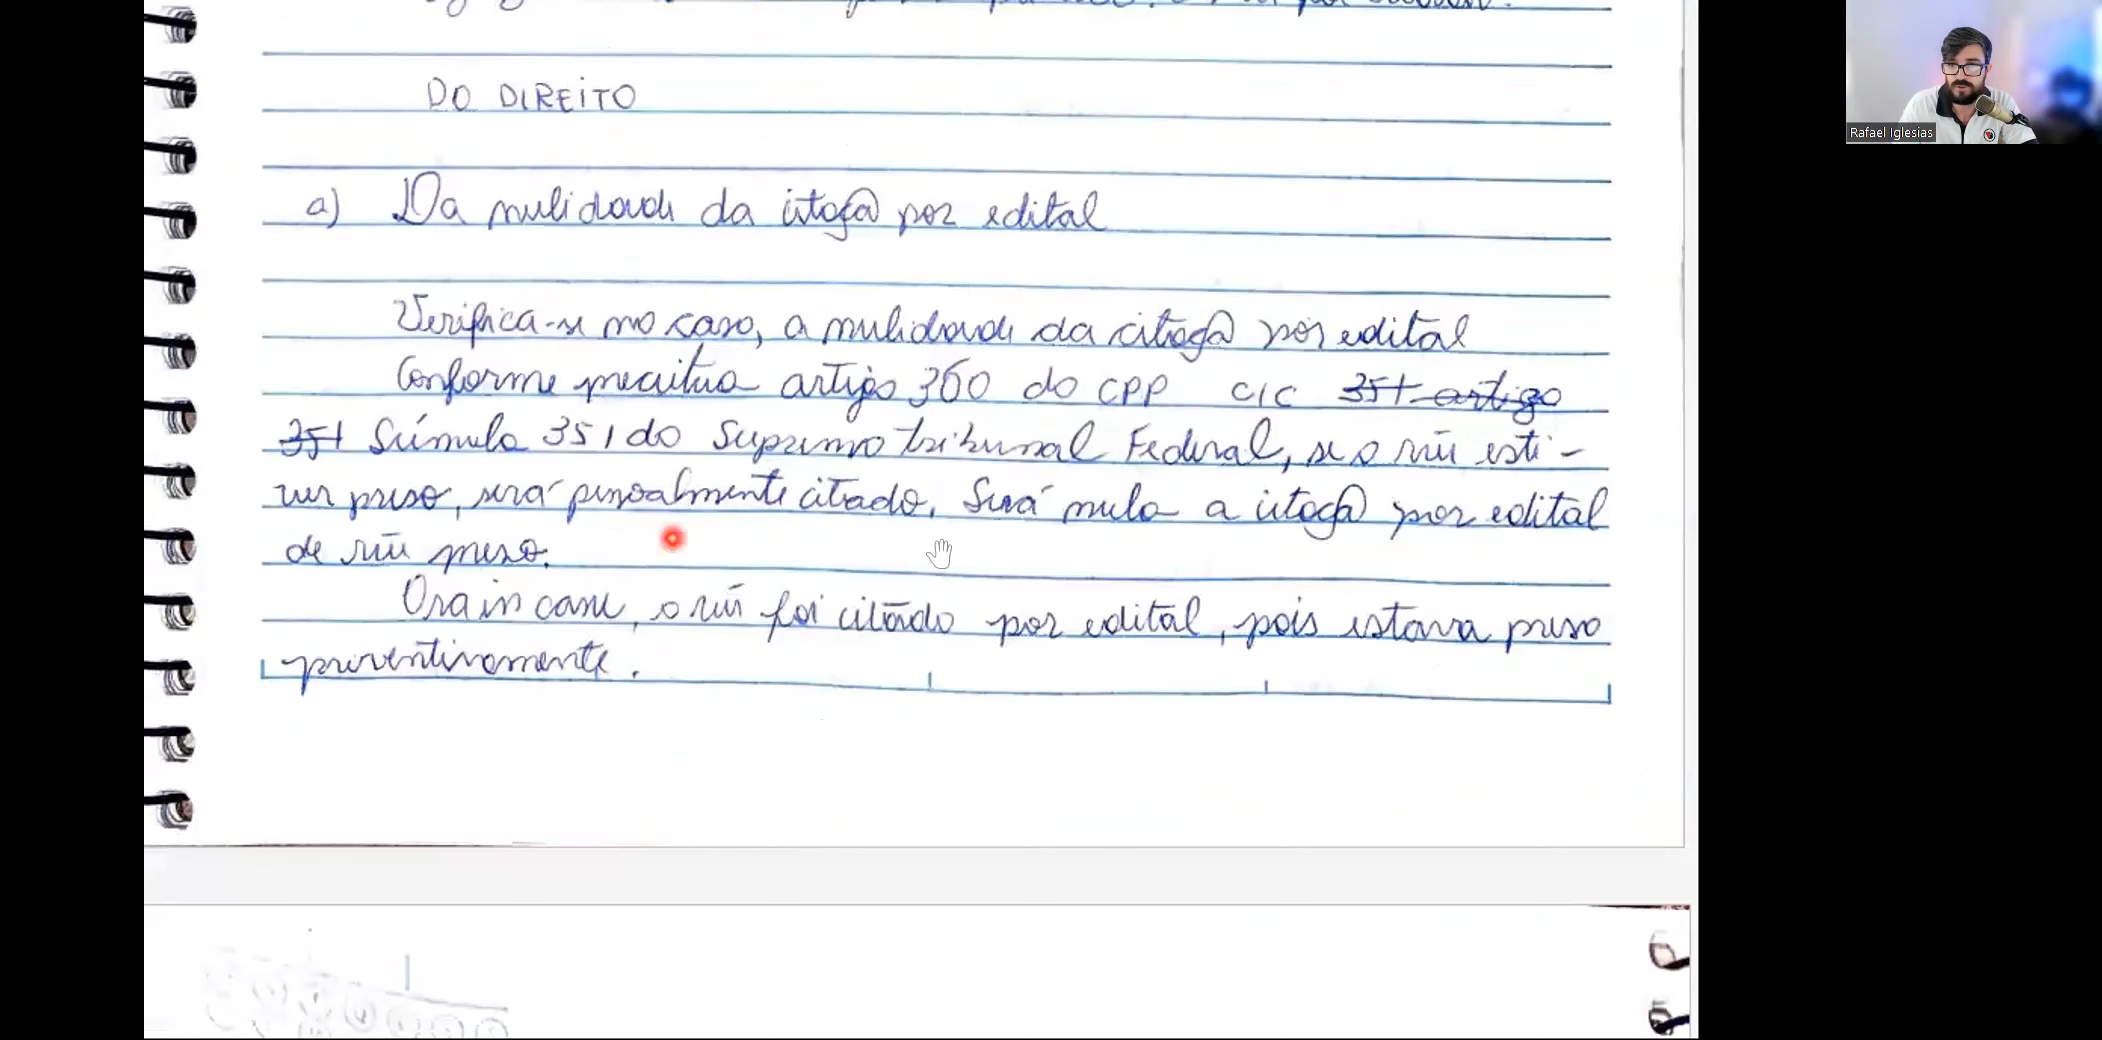 DO DIREITO
a) Da nulidade da citação por edital
Verifica-se no caso, a nulidade da citação por edital
Conforme preceitua artigo 360 do CPP c/c 351 artigo
351 Súmula 351 do Supremo Tribunal Federal, se o réu esti-
ver preso, será pessoalmente citado. Será nula a citação por edital
de réu preso.
Ora in casu, o réu foi citado por edital, pois estava preso
preventivamente.
Rafael Iglesias